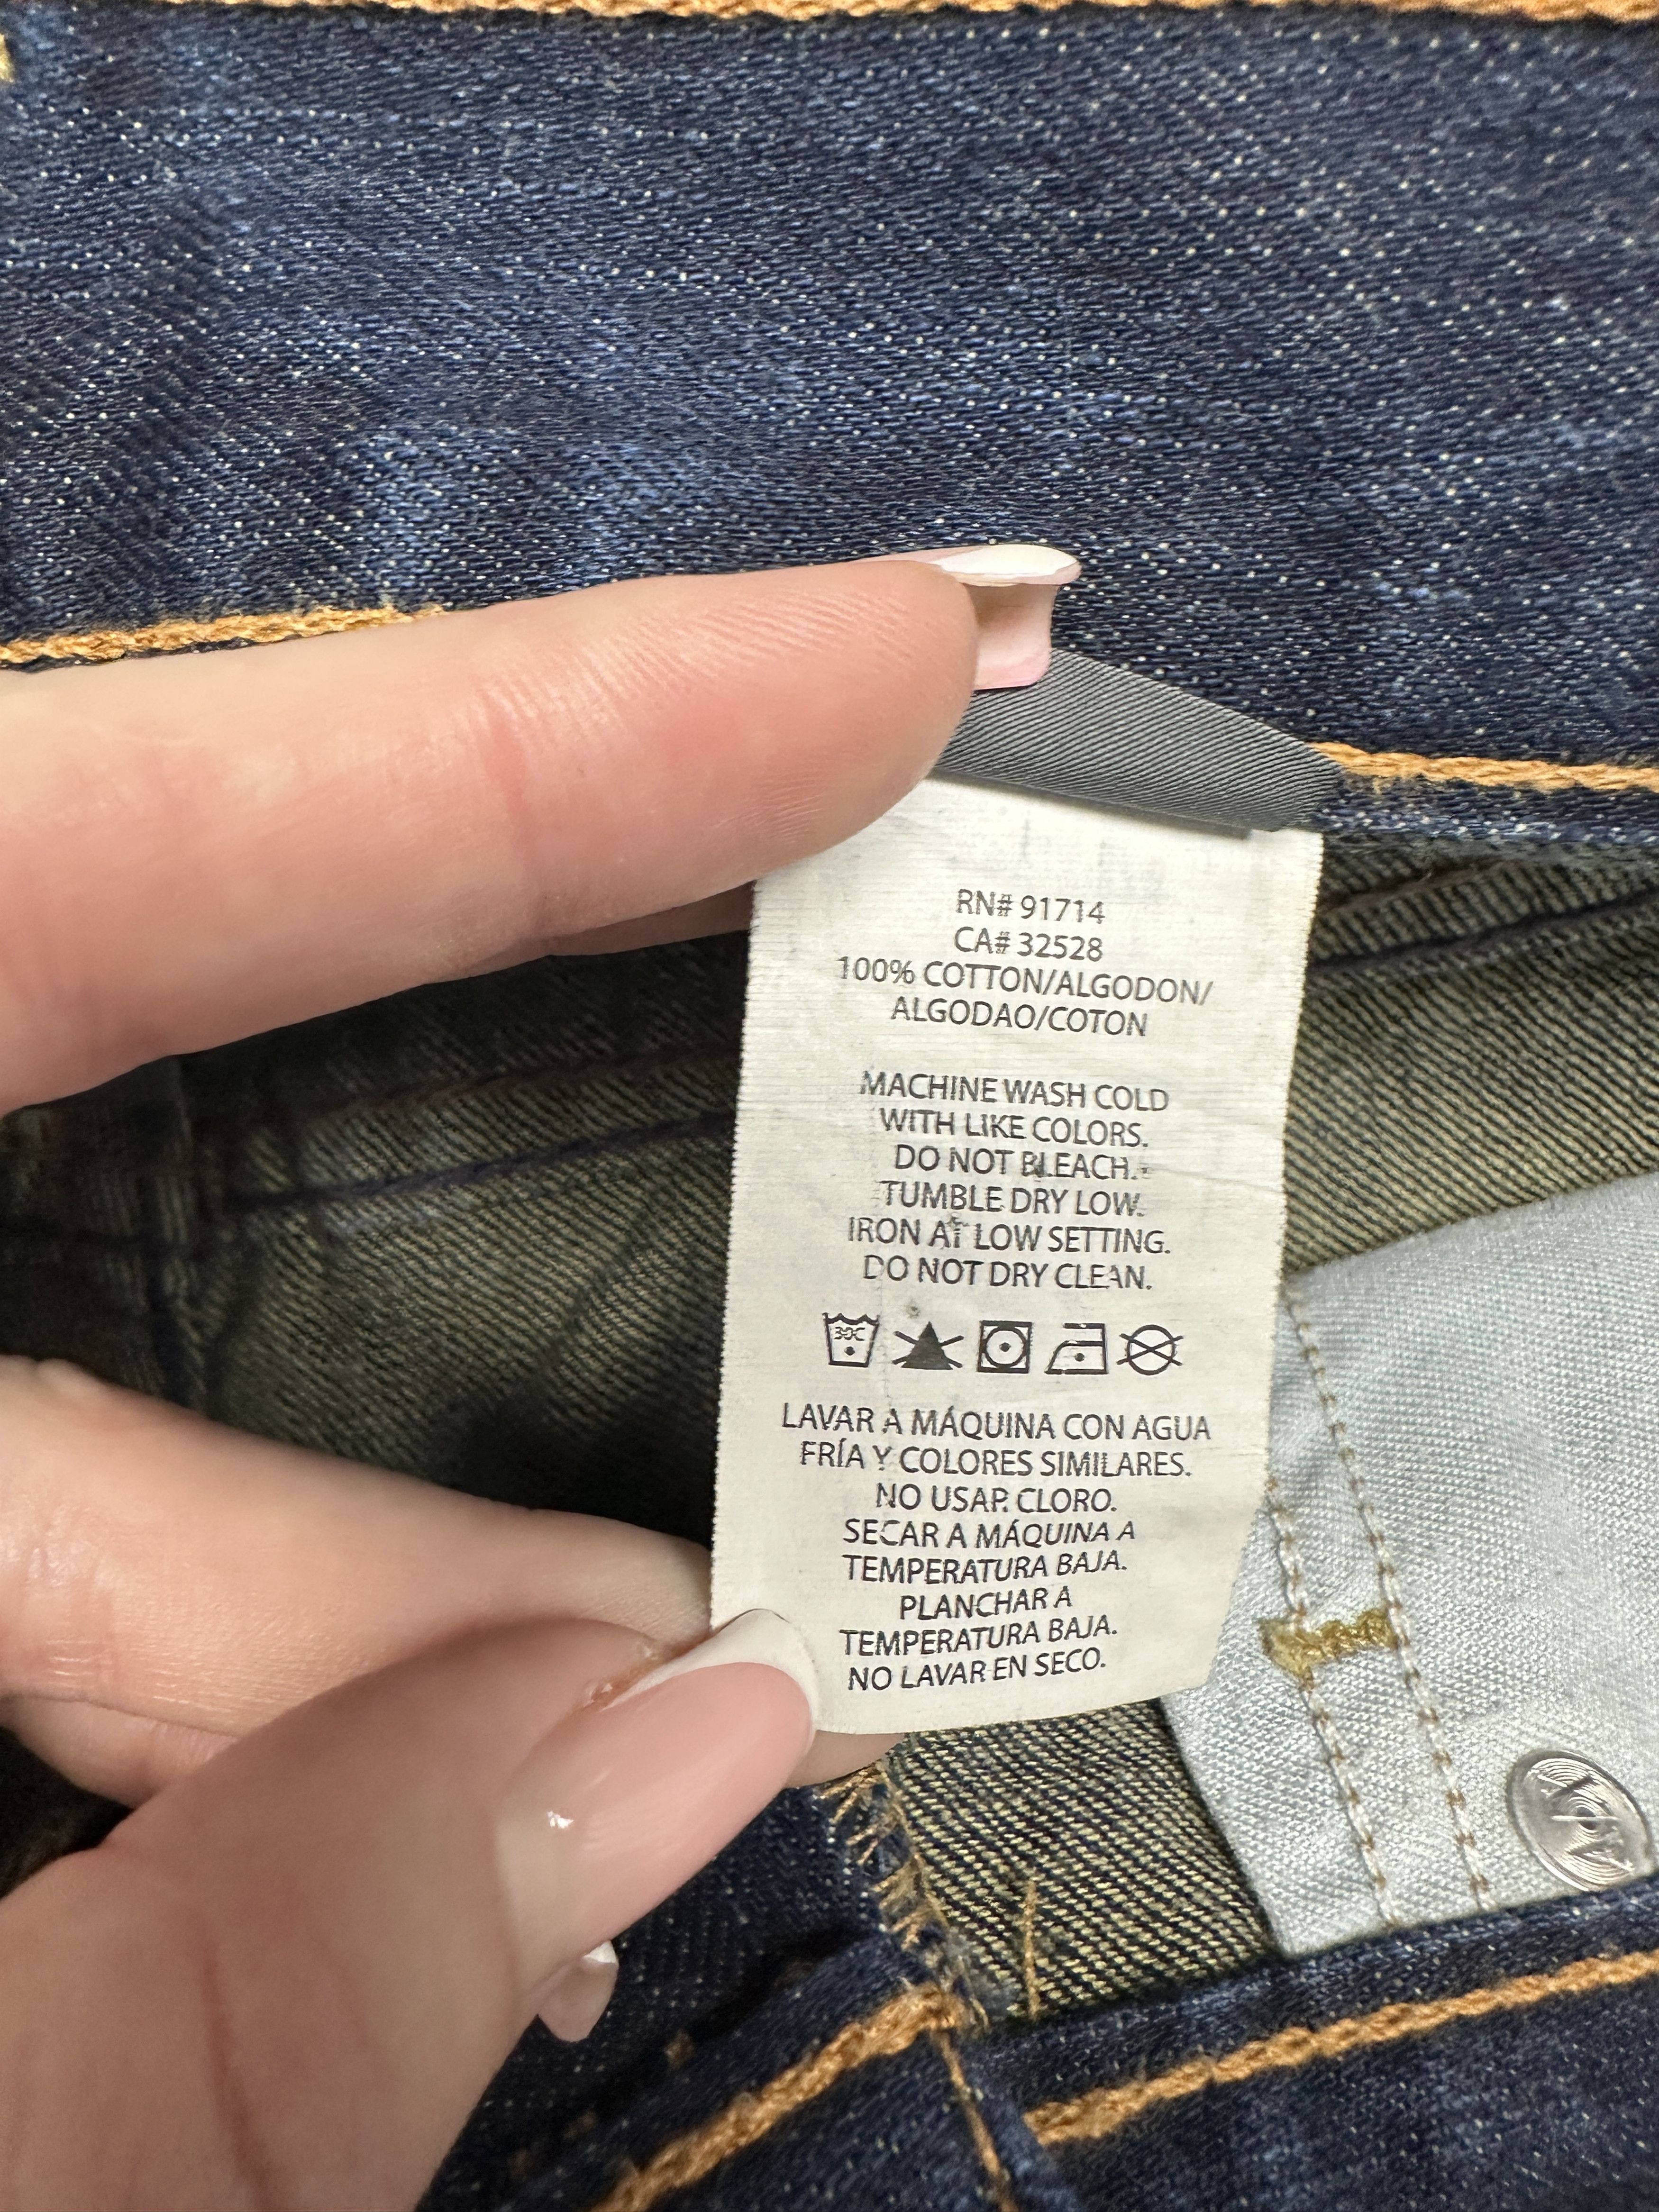 RN# 91714
CA# 32528
100% COTTON/ALGODON/
ALGODAO/COTON
MACHINE WASH COLD
WITH LIKE COLORS.
DO NOT BLEACH.
TUMBLE DRY LOW.
IRON AT LOW SETTING.
DO NOT DRY CLEAN.
30C
LAVAR A MÁQUINA CON AGUA
FRÍA Y COLORES SIMILARES.
NO USAR CLORO.
SECAR A MÁQUINA A
TEMPERATURA BAJA.
PLANCHAR A
TEMPERATURA BAJA.
NO LAVAR EN SECO.